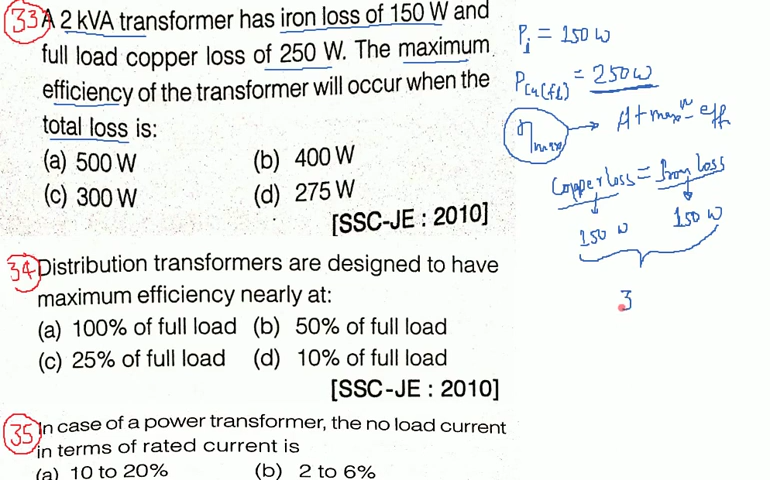 33 A 2 kVA transformer has iron loss of 150 W and
full load copper loss of 250 W. The maximum
efficiency of the transformer will occur when the
total loss is:
(a) 500 W (b) 400 W
(c) 300 W (d) 275 W
[SSC-JE : 2010]
34 Distribution transformers are designed to have
maximum efficiency nearly at:
(a) 100% of full load (b) 50% of full load
(c) 25% of full load (d) 10% of full load
[SSC-JE : 2010]
35 In case of a power transformer, the no load current
in terms of rated current is
(a) 10 to 20% (b) 2 to 6%
Pi = 150 W
PCu(fl) = 250 W
ηmax → At maxm eff
Copper loss = Iron loss
150 W 150 W
3